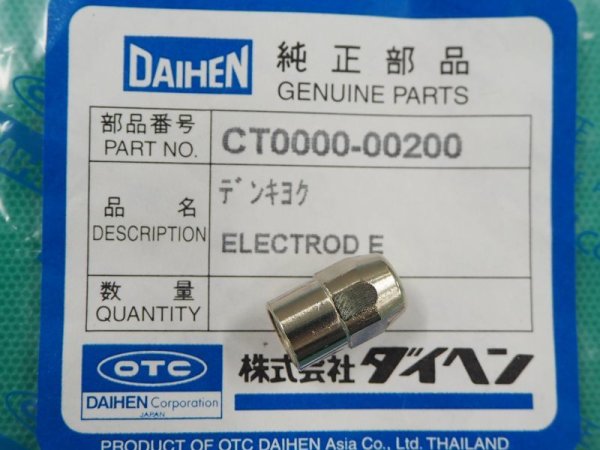 DAIHEN
純正部品
GENUINE PARTS
部品番号
PART NO.
CT0000-00200
品 名
DESCRIPTION
デンキヨク
ELECTROD E
数 量
QUANTITY
OTC
DAIHEN Corporation
JAPAN
株式会社 ダイヘン
PRODUCT OF OTC DAIHEN Asia Co., Ltd. THAILAND